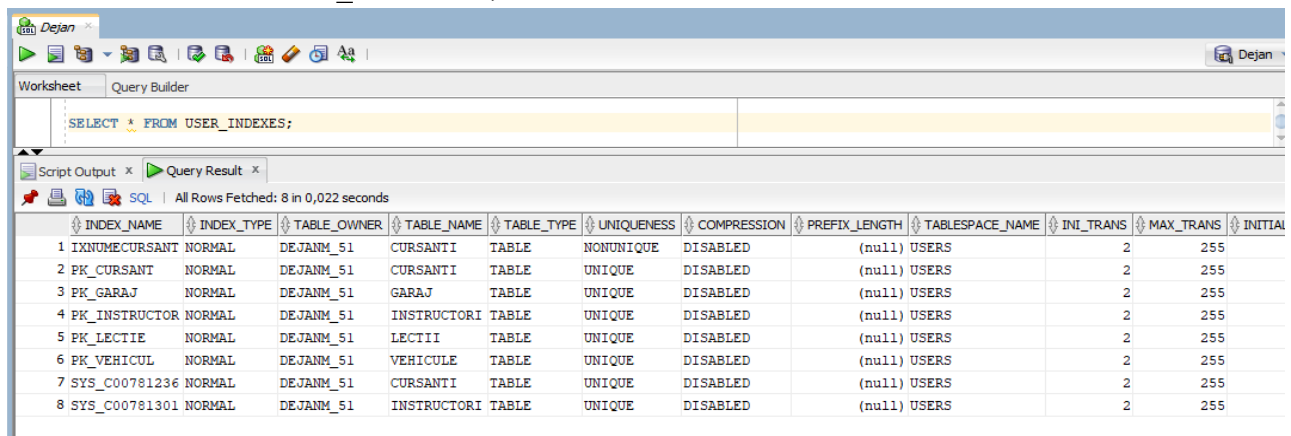 Dejan
Dejan
Worksheet Query Builder
SELECT * FROM USER_INDEXES;
Script Output x Query Result x
SQL | All Rows Fetched: 8 in 0,022 seconds
INDEX_NAME INDEX_TYPE TABLE_OWNER TABLE_NAME TABLE_TYPE UNIQUENESS COMPRESSION PREFIX_LENGTH TABLESPACE_NAME INI_TRANS MAX_TRANS INITIAL
1 IXNUMECURSANT NORMAL DEJANM_51 CURSANTI TABLE NONUNIQUE DISABLED (null) USERS 2 255
2 PK_CURSANT NORMAL DEJANM_51 CURSANTI TABLE UNIQUE DISABLED (null) USERS 2 255
3 PK_GARAJ NORMAL DEJANM_51 GARAJ TABLE UNIQUE DISABLED (null) USERS 2 255
4 PK_INSTRUCTOR NORMAL DEJANM_51 INSTRUCTORI TABLE UNIQUE DISABLED (null) USERS 2 255
5 PK_LECTIE NORMAL DEJANM_51 LECTII TABLE UNIQUE DISABLED (null) USERS 2 255
6 PK_VEHICUL NORMAL DEJANM_51 VEHICULE TABLE UNIQUE DISABLED (null) USERS 2 255
7 SYS_C00781236 NORMAL DEJANM_51 CURSANTI TABLE UNIQUE DISABLED (null) USERS 2 255
8 SYS_C00781301 NORMAL DEJANM_51 INSTRUCTORI TABLE UNIQUE DISABLED (null) USERS 2 255